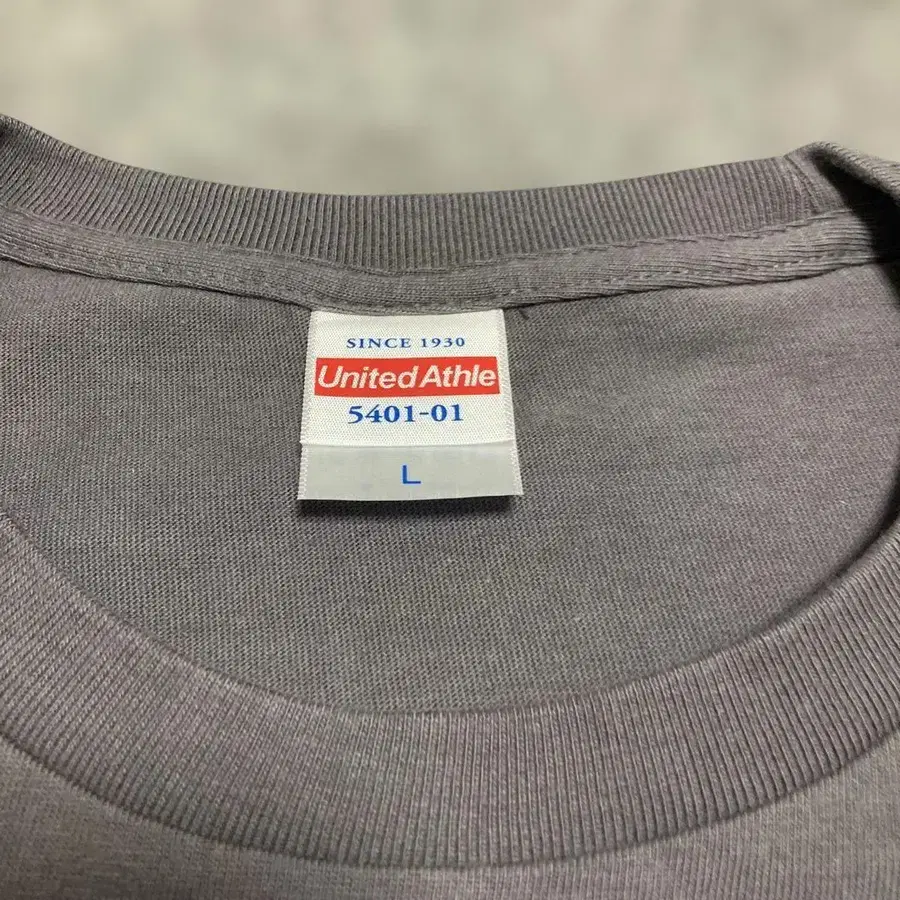 SINCE 1930
United Athle
5401-01
L